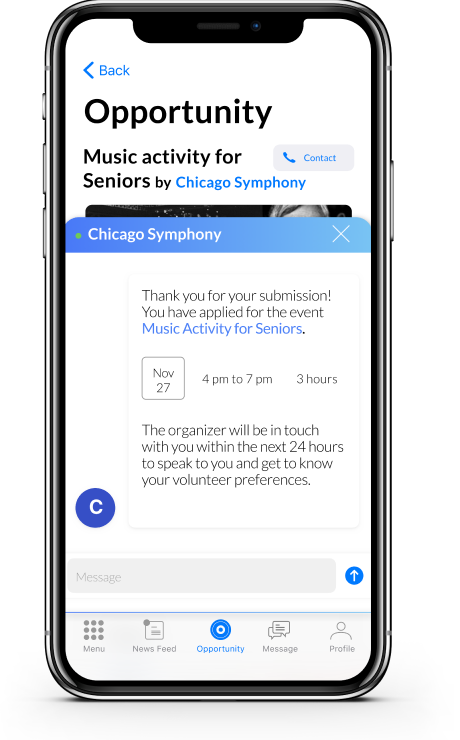 Back
Opportunity
Music activity for
Contact
Seniors by Chicago Symphony
Chicago Symphony
Thank you for your submission!
You have applied for the event
Music Activity for Seniors.
Nov
27
4 pm to 7 pm
3 hours
The organizer will be in touch
with you within the next 24 hours
to speak to you and get to know
your volunteer preferences.
C
Message
Menu
News Feed
Opportunity
Message
Profile